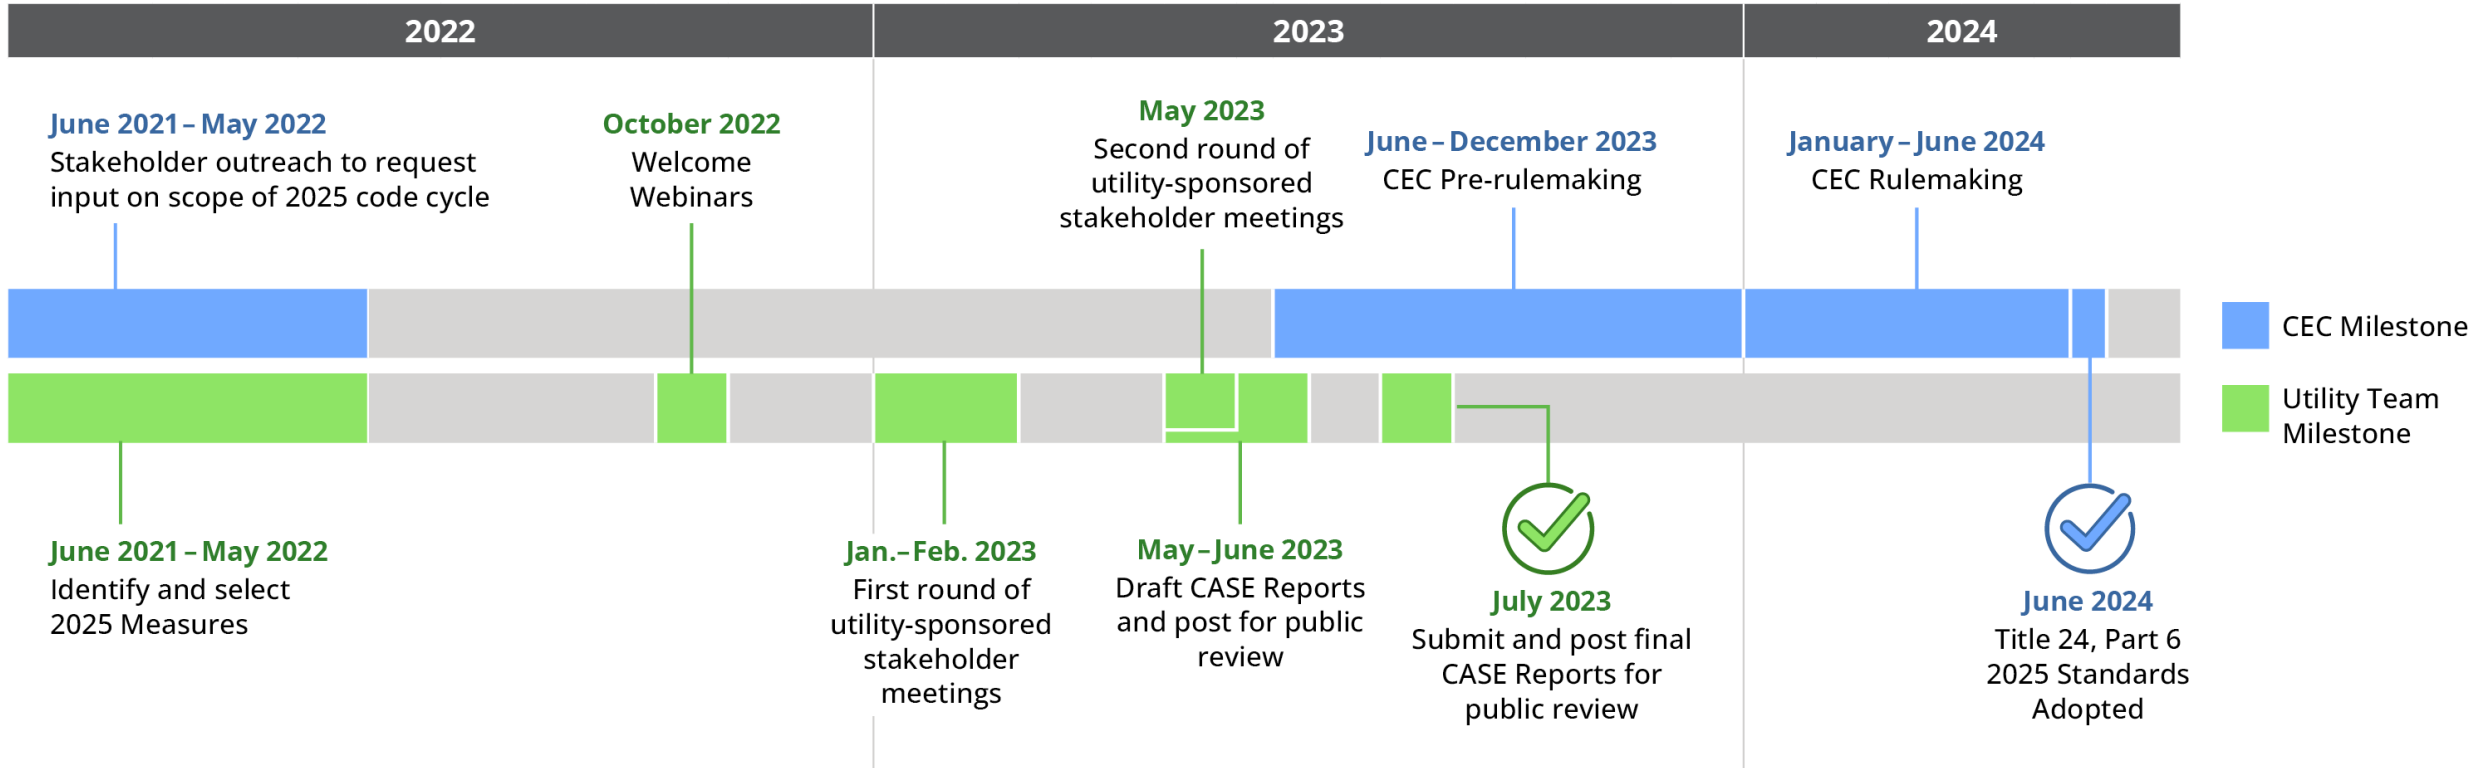 2022
2023
2024
June 2021 – May 2022
Stakeholder outreach to request
input on scope of 2025 code cycle
October 2022
Welcome
Webinars
May 2023
Second round of
utility-sponsored
stakeholder meetings
June – December 2023
CEC Pre-rulemaking
January – June 2024
CEC Rulemaking
CEC Milestone
Utility Team
Milestone
June 2021 – May 2022
Identify and select
2025 Measures
Jan. – Feb. 2023
First round of
utility-sponsored
stakeholder
meetings
May – June 2023
Draft CASE Reports
and post for public
review
July 2023
Submit and post final
CASE Reports for
public review
June 2024
Title 24, Part 6
2025 Standards
Adopted